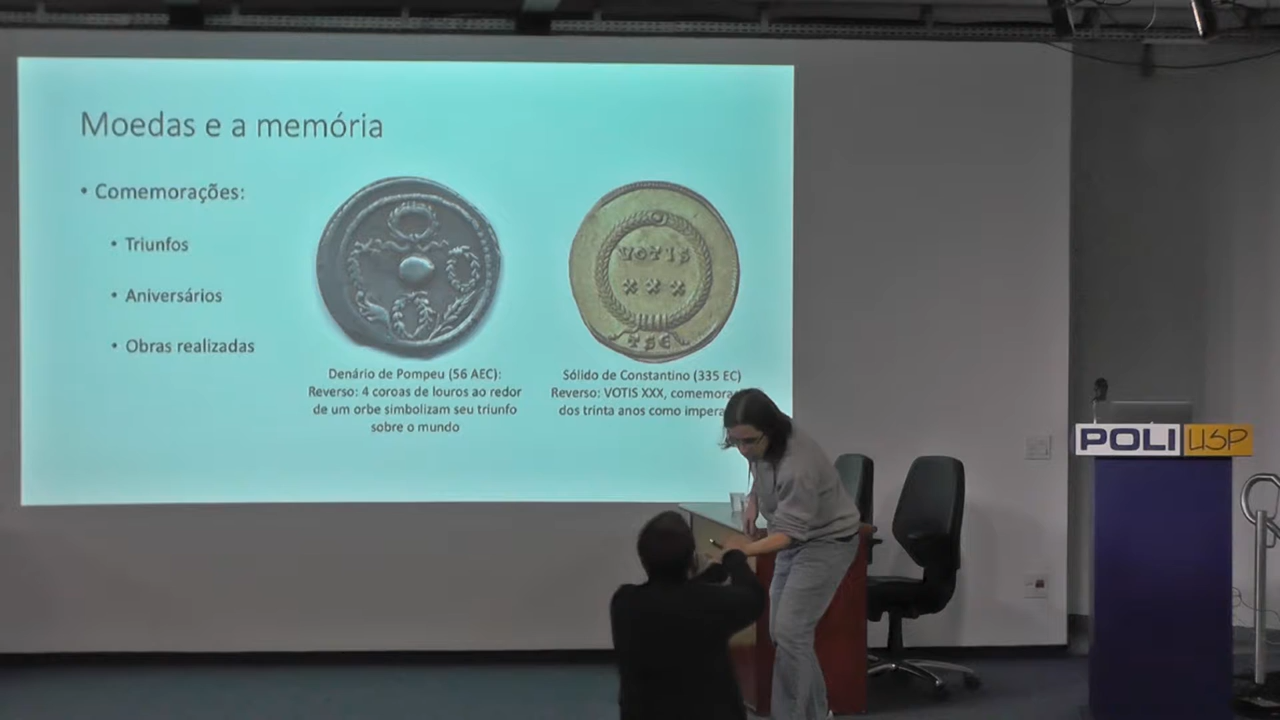 Moedas e a memória
• Comemorações:
• Triunfos
• Aniversários
• Obras realizadas
VOTIS
XXX
TSE
Denário de Pompeu (56 AEC):
Reverso: 4 coroas de louros ao redor
de um orbe simbolizam seu triunfo
sobre o mundo
Sólido de Constantino (335 EC)
Reverso: VOTIS XXX, comemora
dos trinta anos como impera
POLI USP